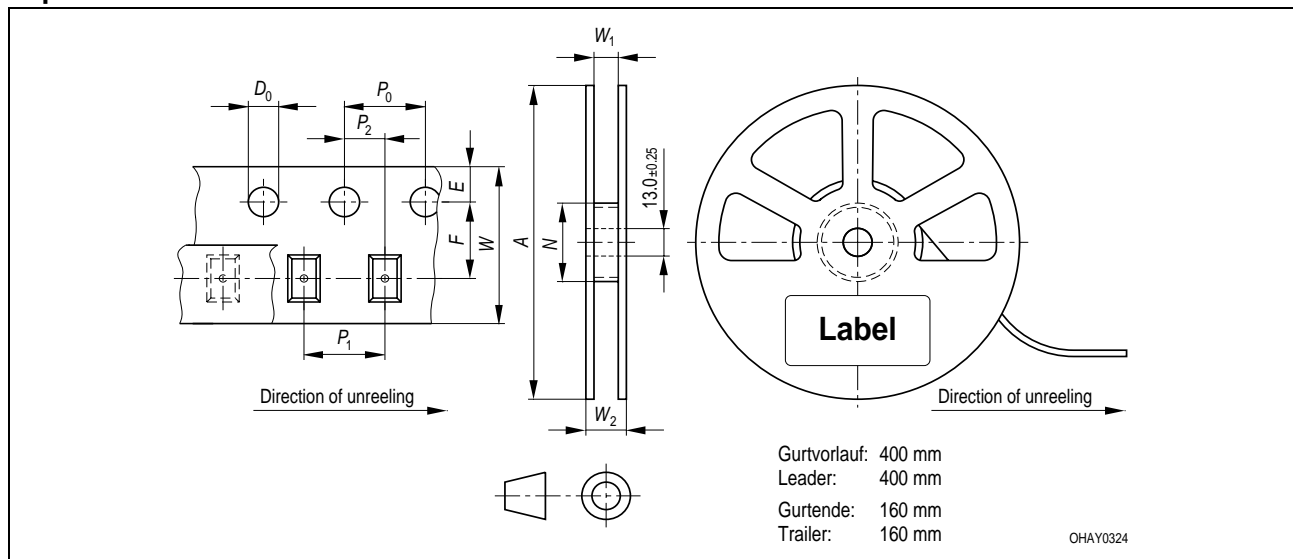 W1
D0
P0
P2
E
F
W
A
N
13.0±0.25
P1
W2
Label
Direction of unreeling
Direction of unreeling
Gurtvorlauf: 400 mm
Leader: 400 mm
Gurtende: 160 mm
Trailer: 160 mm
OHAY0324